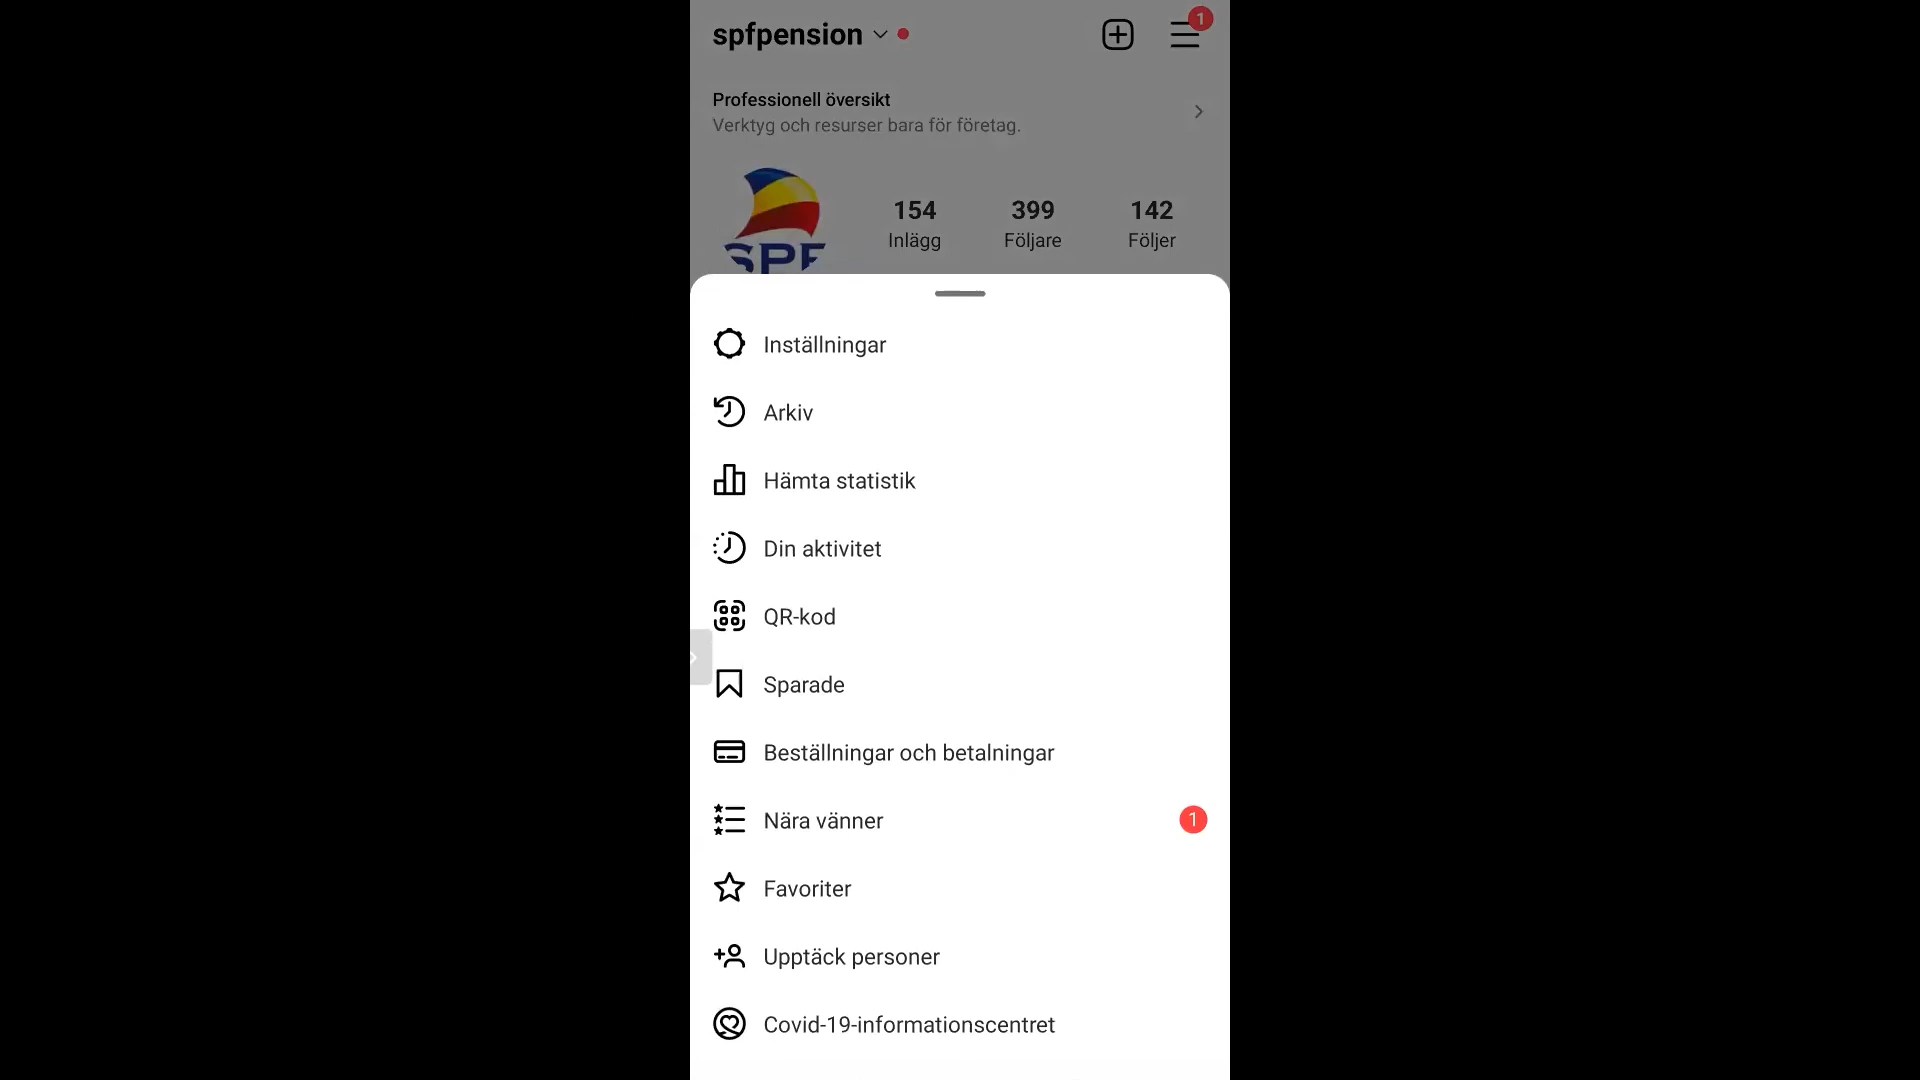 spfpension
1
Professionell översikt
Verktyg och resurser bara för företag.
SPF
154
399
142
Inlägg
Följare
Följer
Inställningar
Arkiv
Hämta statistik
Din aktivitet
QR-kod
Sparade
Beställningar och betalningar
Nära vänner
1
Favoriter
Upptäck personer
Covid-19-informationscentret